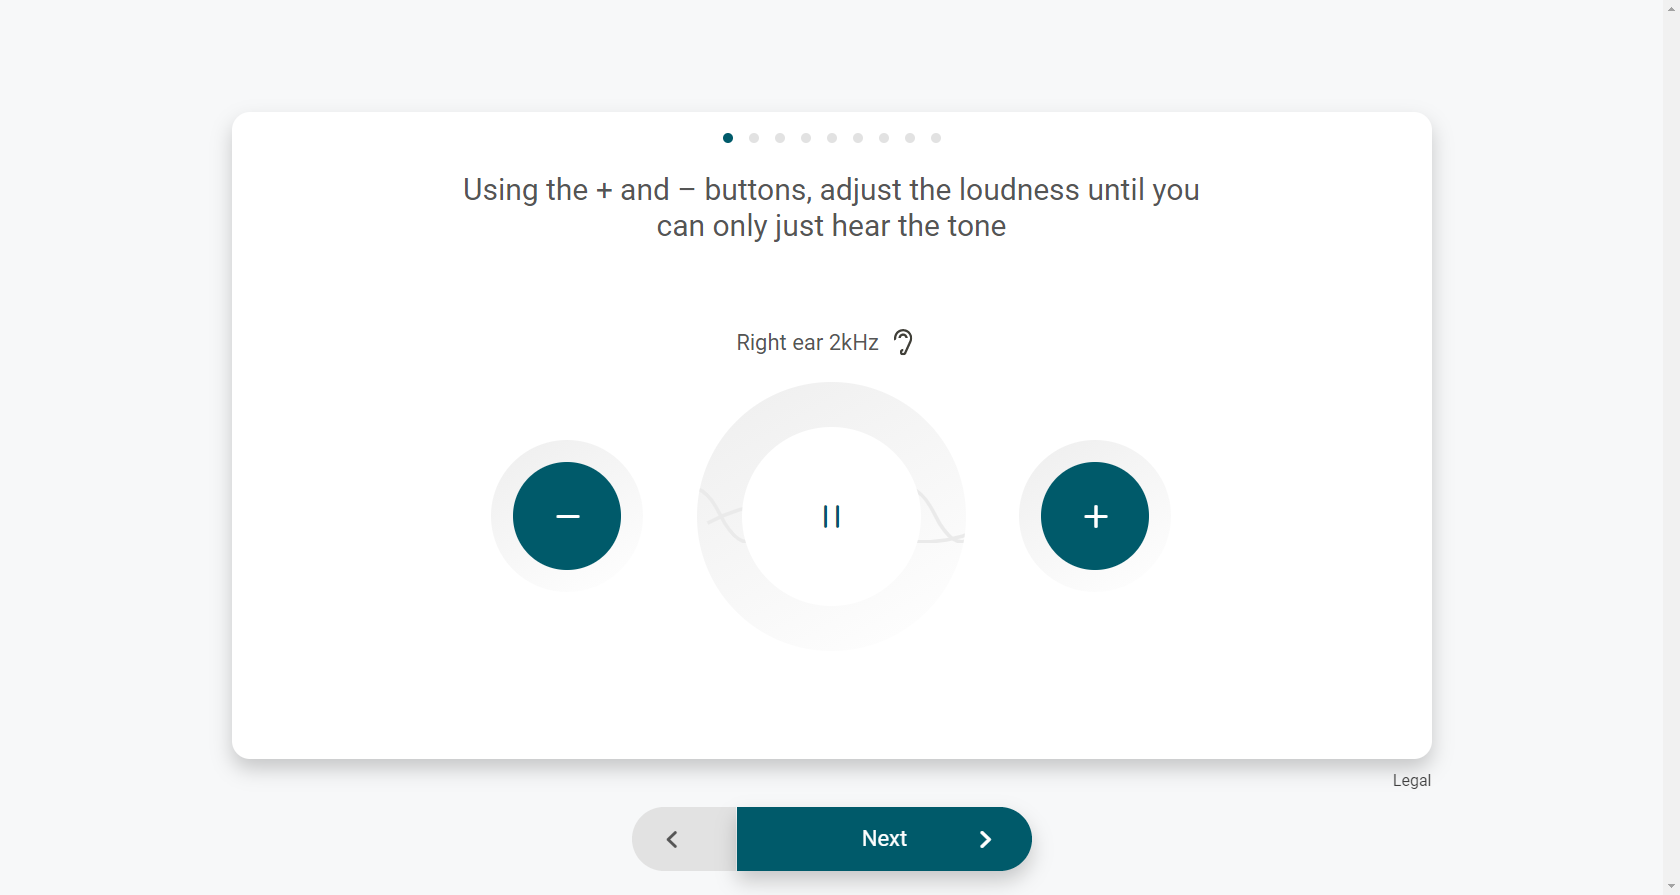 Using the + and – buttons, adjust the loudness until you
can only just hear the tone
Right ear 2kHz
Legal
Next